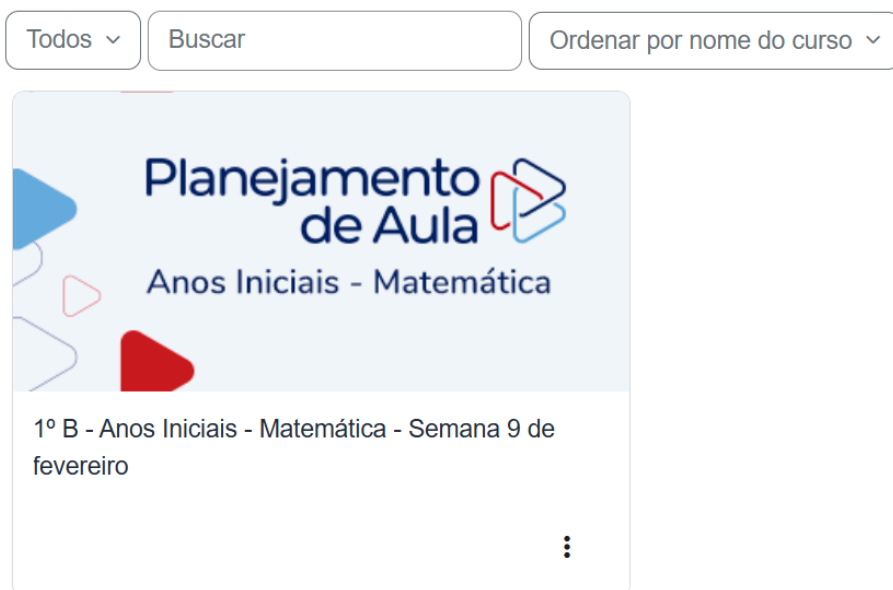 Todos
Buscar
Ordenar por nome do curso
Planejamento
de Aula
Anos Iniciais - Matemática
1º B - Anos Iniciais - Matemática - Semana 9 de
fevereiro